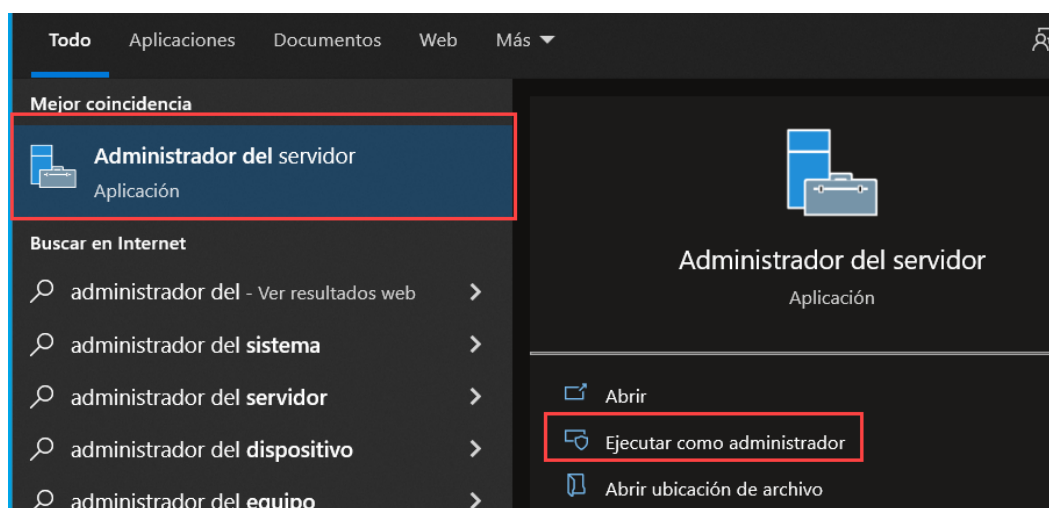 Todo Aplicaciones Documentos Web Más
Mejor coincidencia
Administrador del servidor
Aplicación
Buscar en Internet
administrador del - Ver resultados web
administrador del sistema
administrador del servidor
administrador del dispositivo
administrador del equipo
Administrador del servidor
Aplicación
Abrir
Ejecutar como administrador
Abrir ubicación de archivo